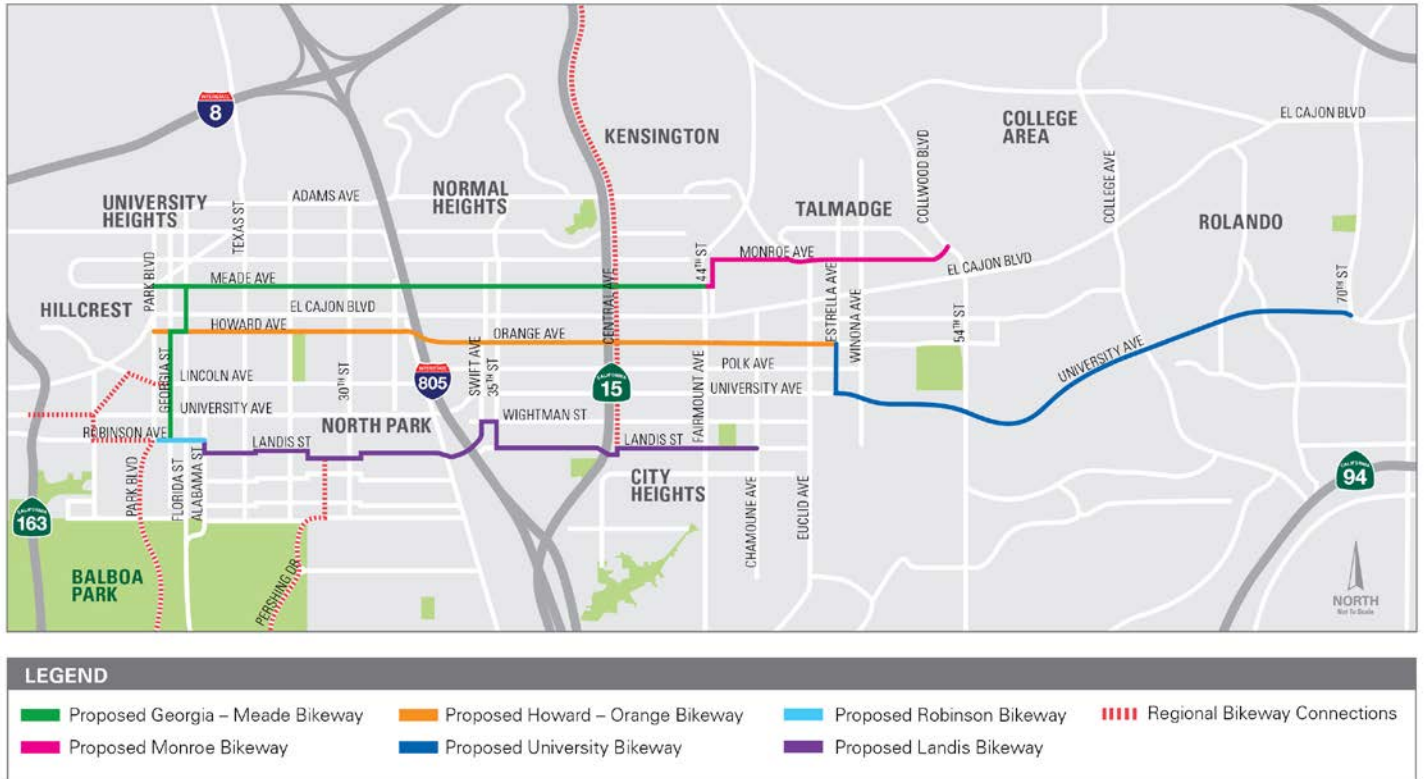 INTERSTATE
8
KENSINGTON
COLLEGE
AREA
EL CAJON BLVD
UNIVERSITY
HEIGHTS
TEXAS ST
ADAMS AVE
NORMAL
HEIGHTS
TALMADGE
COLLWOOD BLVD
COLLEGE AVE
ROLANDO
PARK BLVD
MEADE AVE
44TH ST
MONROE AVE
EL CAJON BLVD
HILLCREST
EL CAJON BLVD
CENTRAL AVE
ESTRELLA AVE
WINONA AVE
54TH ST
70TH ST
HOWARD AVE
ORANGE AVE
GEORGIA ST
LINCOLN AVE
30TH ST
INTERSTATE
805
SWIFT AVE
35TH ST
CALIFORNIA
15
FAIRMOUNT AVE
POLK AVE
UNIVERSITY AVE
UNIVERSITY AVE
UNIVERSITY AVE
ROBINSON AVE
NORTH PARK
WIGHTMAN ST
LANDIS ST
LANDIS ST
CITY
HEIGHTS
PARK BLVD
FLORIDA ST
ALABAMA ST
CHAMOUNE AVE
EUCLID AVE
CALIFORNIA
94
CALIFORNIA
163
BALBOA
PARK
PERSHING DR
NORTH
Not To Scale
LEGEND
Proposed Georgia – Meade Bikeway
Proposed Howard – Orange Bikeway
Proposed Robinson Bikeway
Regional Bikeway Connections
Proposed Monroe Bikeway
Proposed University Bikeway
Proposed Landis Bikeway